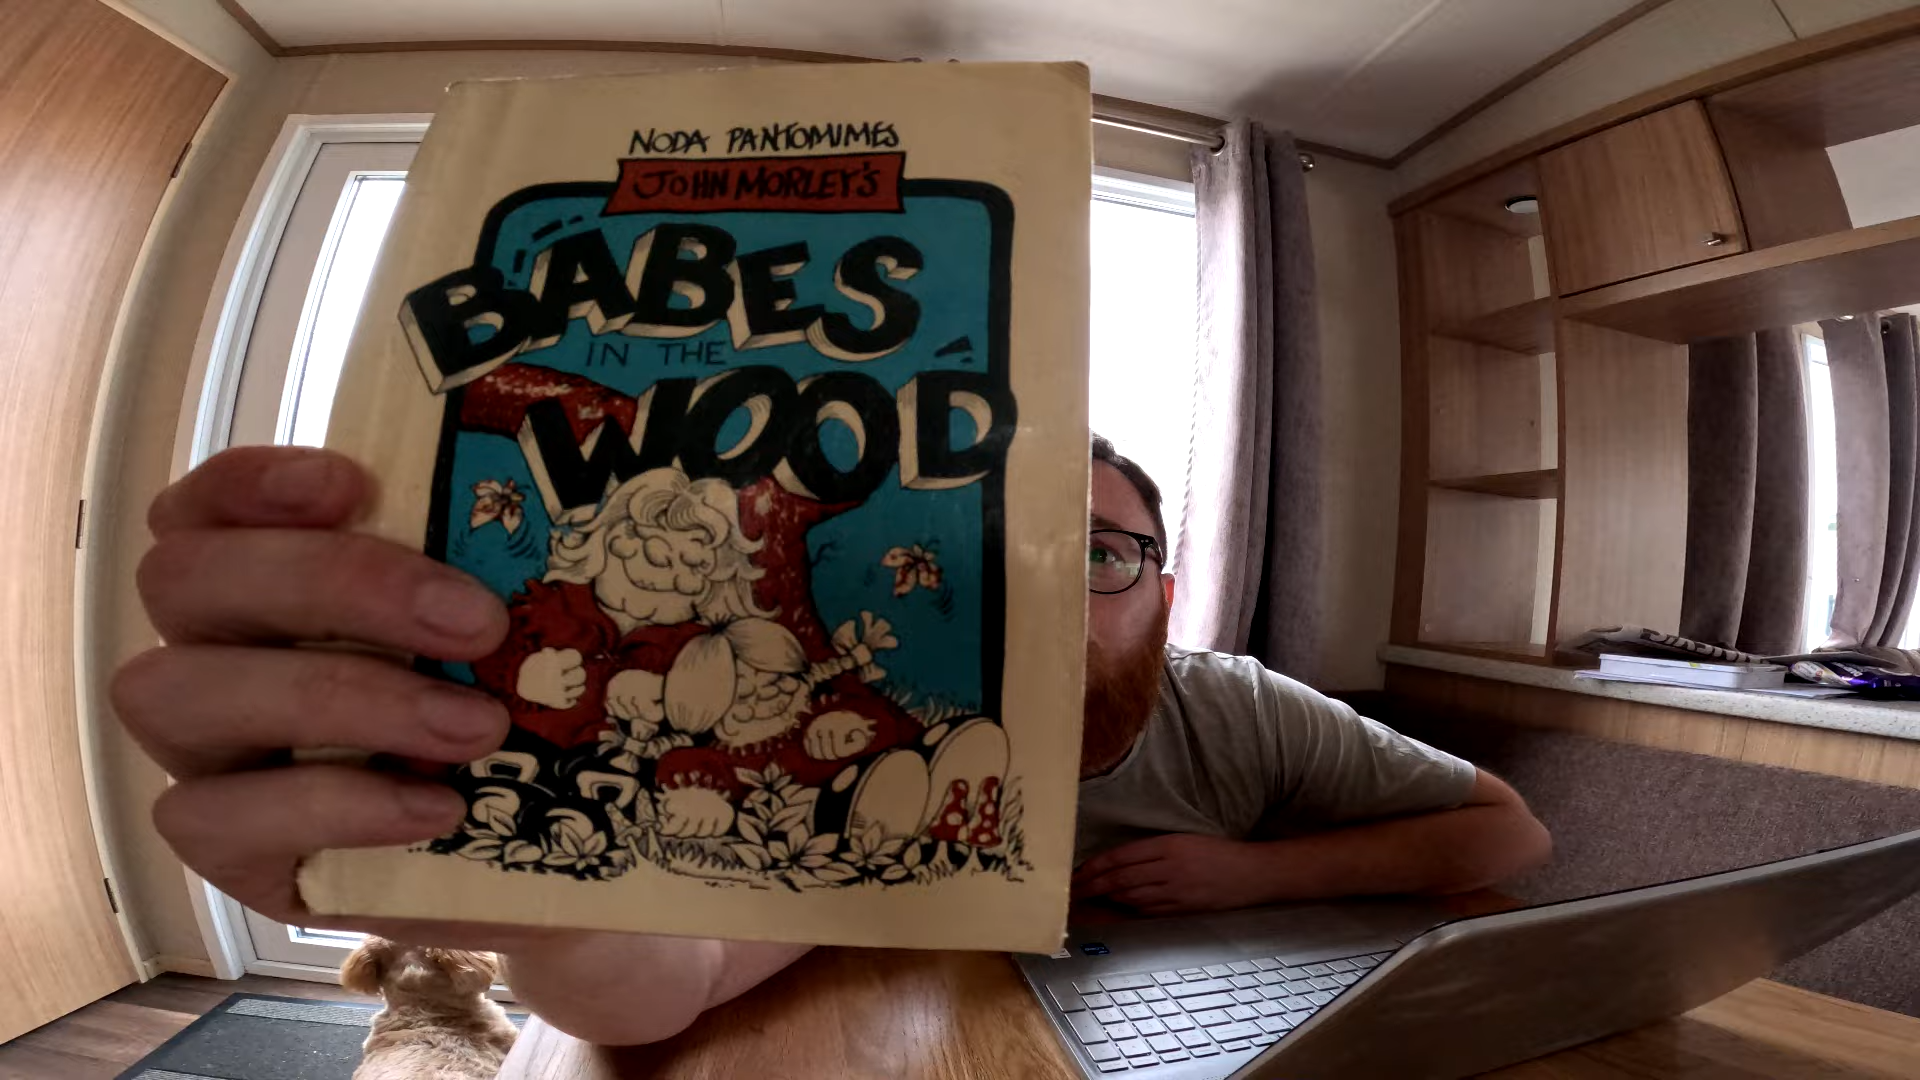 NODA PANTOMIMES
JOHN MORLEY'S
BABES
IN THE
WOOD